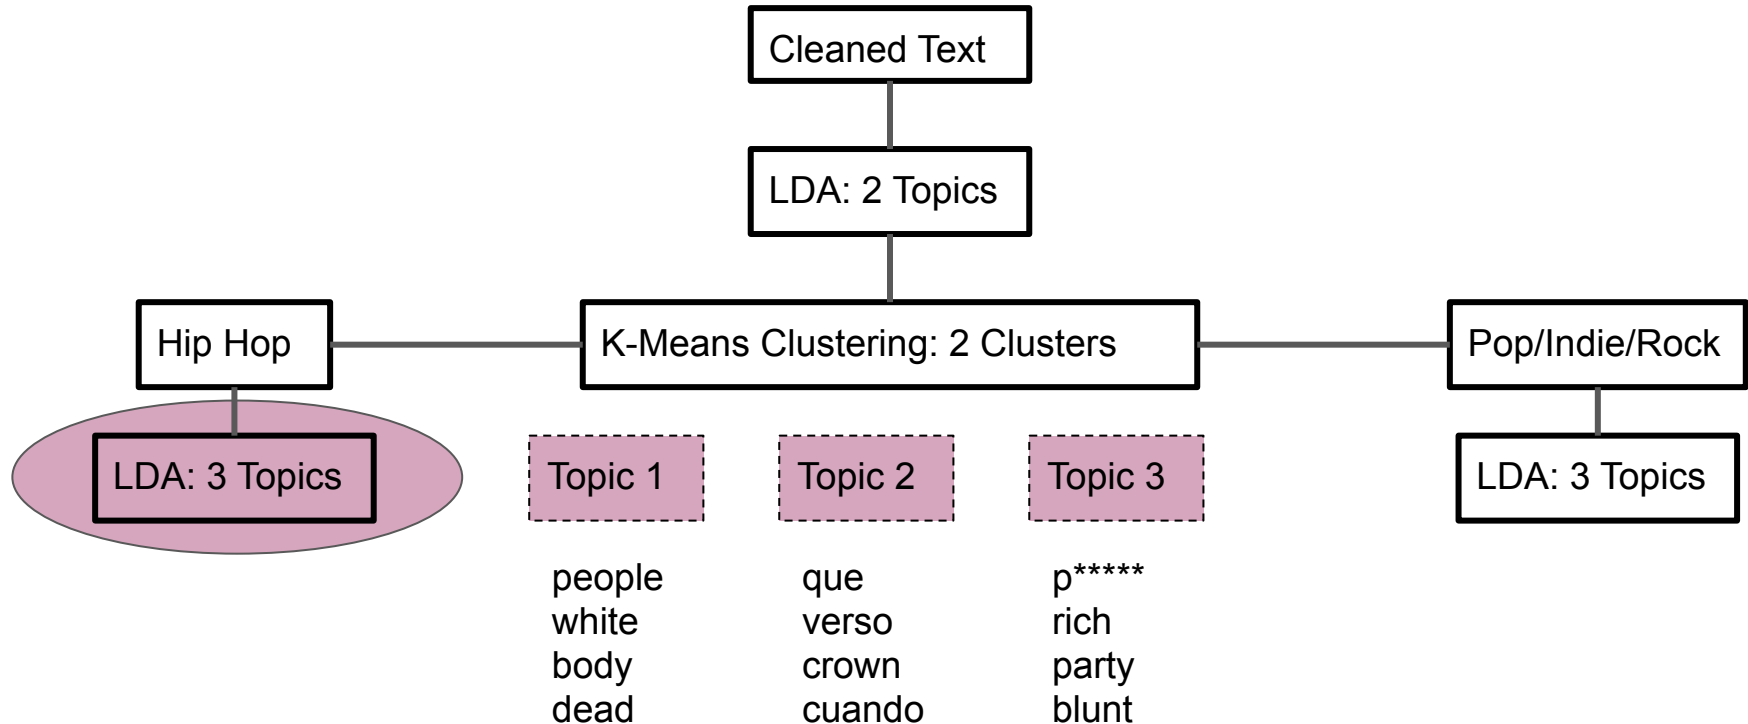 Cleaned Text
LDA: 2 Topics
Hip Hop
K-Means Clustering: 2 Clusters
Pop/Indie/Rock
LDA: 3 Topics
Topic 1
Topic 2
Topic 3
LDA: 3 Topics
people
white
body
dead
que
verso
crown
cuando
p*****
rich
party
blunt